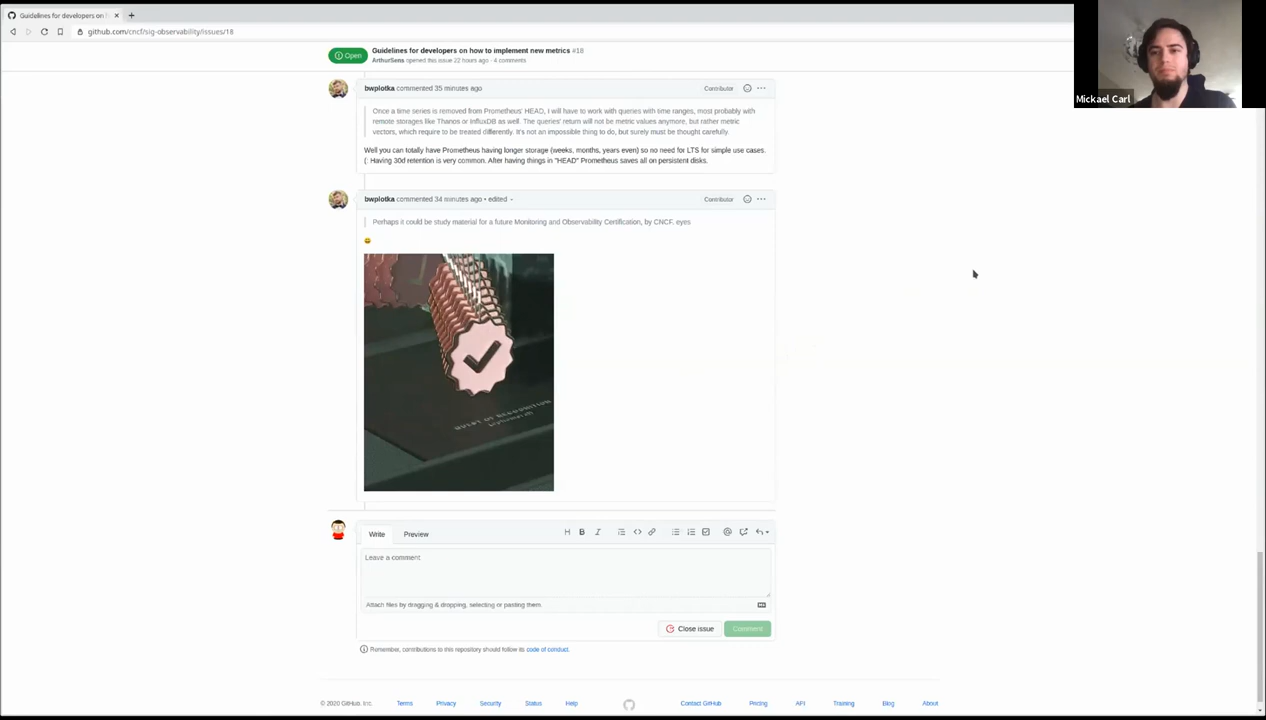 Guidelines for developers on h
github.com/cncf/sig-observability/issues/18
Open
Guidelines for developers on how to implement new metrics #18
ArthurSens opened this issue 22 hours ago · 4 comments
Mickael Carl
bwplotka commented 35 minutes ago
Contributor
Once a time series is removed from Prometheus' HEAD, I will have to work with queries with time ranges, most probably with
remote storages like Thanos or InfluxDB as well. The queries' return will not be metric values anymore, but rather metric
vectors, which require to be treated differently. It's not an impossible thing to do, but surely must be thought carefully.
Well you can totally have Prometheus having longer storage (weeks, months, years even) so no need for LTS for simple use cases.
(: Having 30d retention is very common. After having things in "HEAD" Prometheus saves all on persistent disks.
bwplotka commented 34 minutes ago • edited
Contributor
Perhaps it could be study material for a future Monitoring and Observability Certification, by CNCF. eyes
Write
Preview
Leave a comment
Attach files by dragging & dropping, selecting or pasting them.
Close issue
Comment
Remember, contributions to this repository should follow its code of conduct.
© 2020 GitHub, Inc.
Terms
Privacy
Security
Status
Help
Contact GitHub
Pricing
API
Training
Blog
About